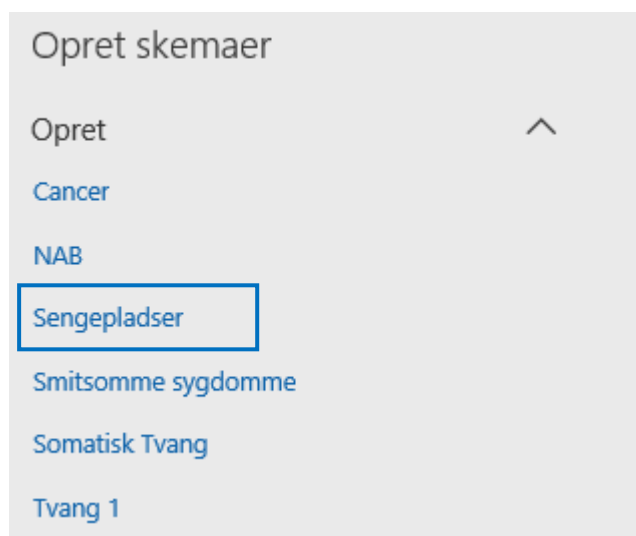 Opret skemaer
Opret
Cancer
NAB
Sengepladser
Smitsomme sygdomme
Somatisk Tvang
Tvang 1